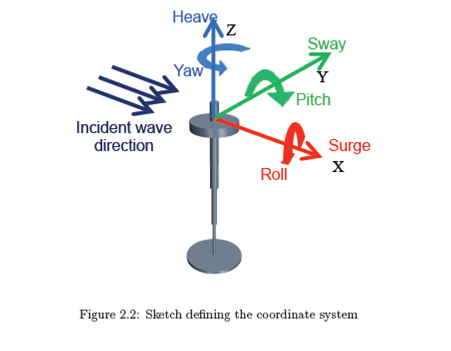 Heave
Z
Sway
Yaw
Y
Pitch
Incident wave
direction
Surge
Roll
X
Figure 2.2: Sketch defining the coordinate system